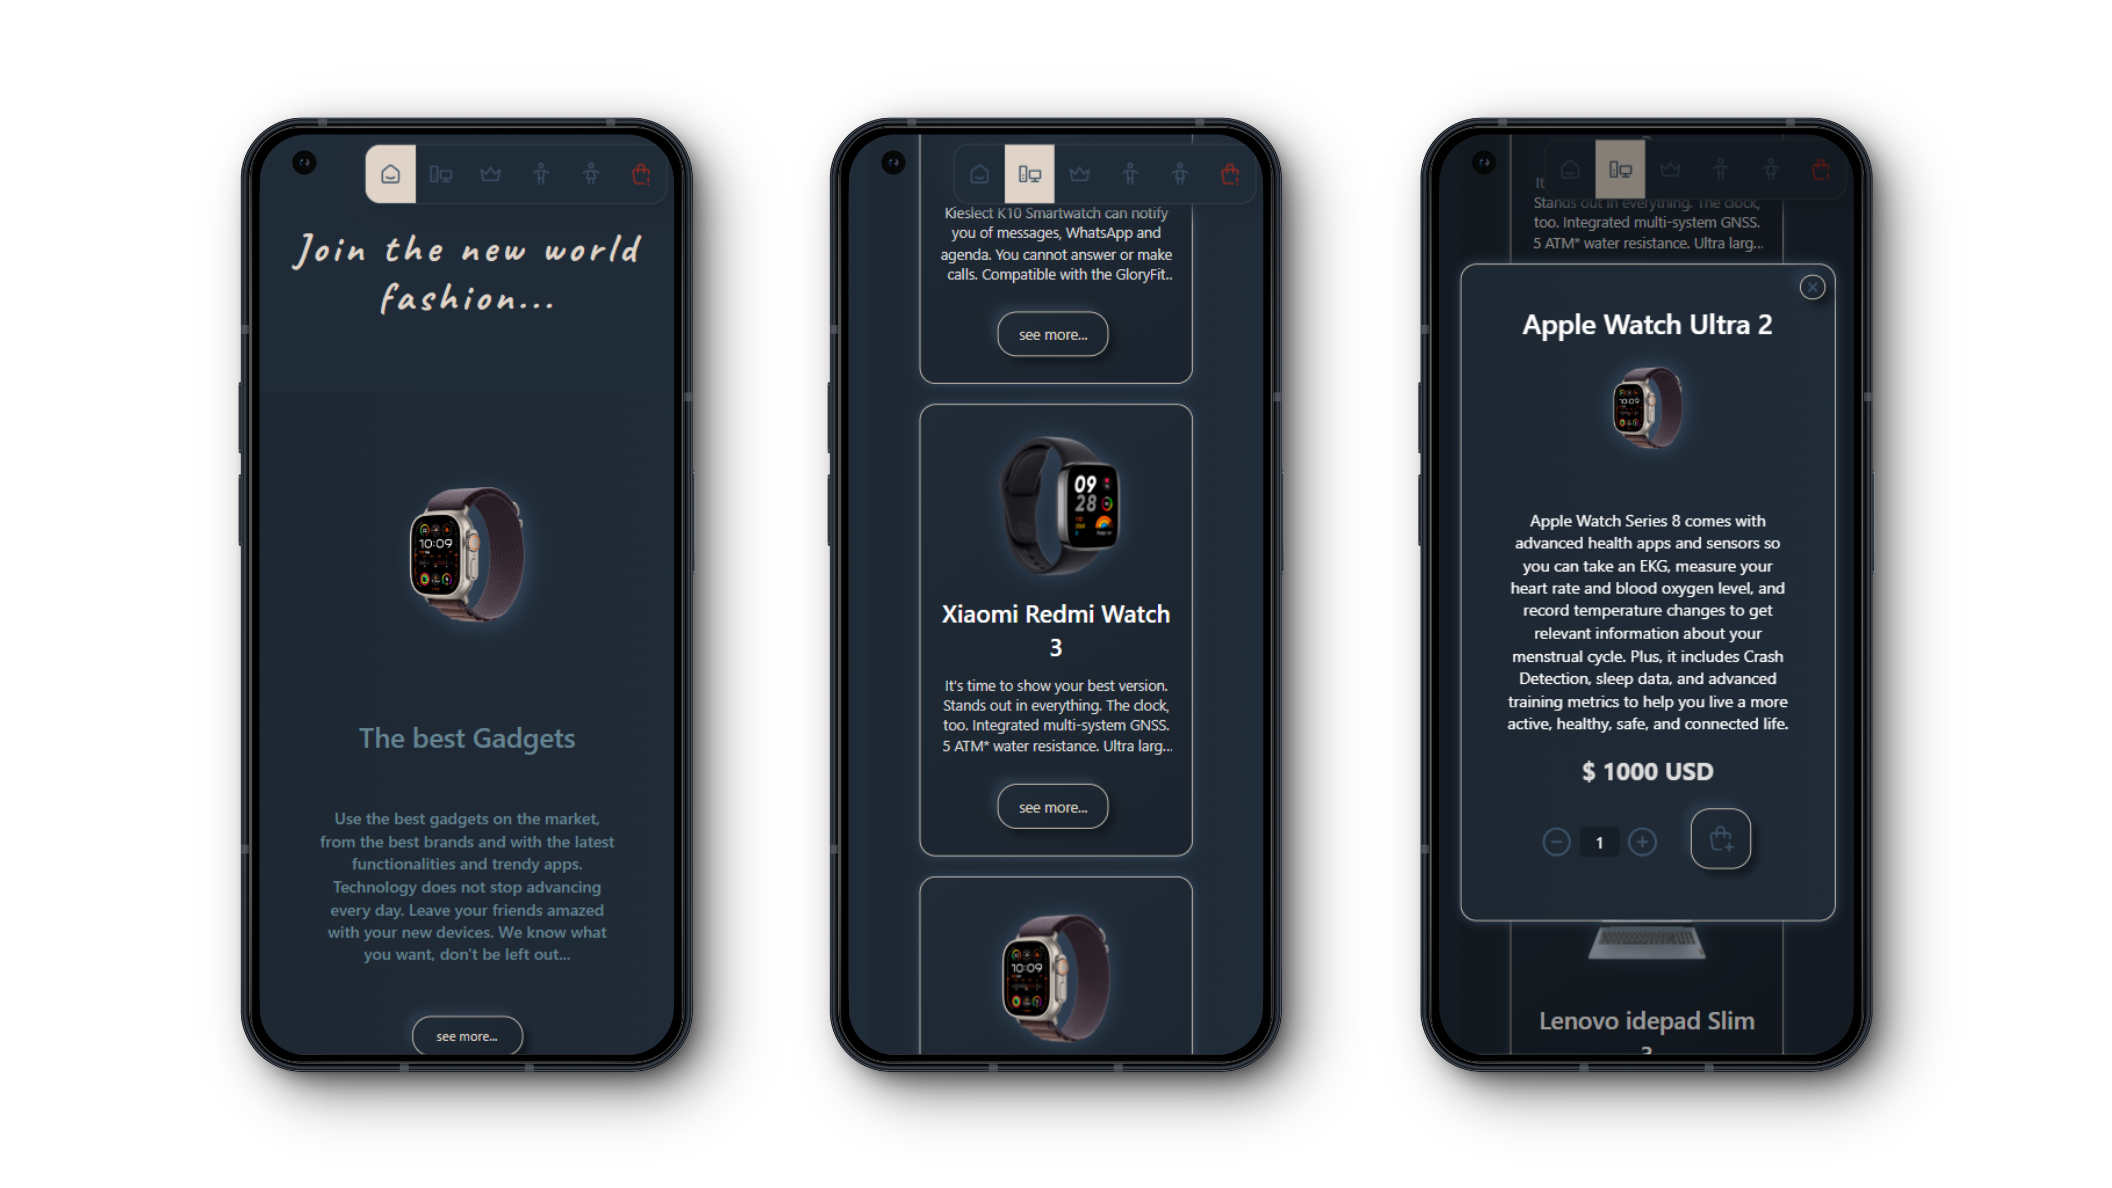 Join the new world
fashion...
10:09
The best Gadgets
Use the best gadgets on the market,
from the best brands and with the latest
functionalities and trendy apps.
Technology does not stop advancing
every day. Leave your friends amazed
with your new devices. We know what
you want, don't be left out...
see more...
Kieslect K10 Smartwatch can notify
you of messages, WhatsApp and
agenda. You cannot answer or make
calls. Compatible with the GloryFit..
see more...
09
28
Xiaomi Redmi Watch
3
It's time to show your best version.
Stands out in everything. The clock,
too. Integrated multi-system GNSS.
5 ATM* water resistance. Ultra larg...
see more...
10:09
It
Stands out in everything. The clock,
too. Integrated multi-system GNSS.
5 ATM* water resistance. Ultra larg...
Apple Watch Ultra 2
10:09
Apple Watch Series 8 comes with
advanced health apps and sensors so
you can take an EKG, measure your
heart rate and blood oxygen level, and
record temperature changes to get
relevant information about your
menstrual cycle. Plus, it includes Crash
Detection, sleep data, and advanced
training metrics to help you live a more
active, healthy, safe, and connected life.
$ 1000 USD
1
Lenovo idepad Slim
3